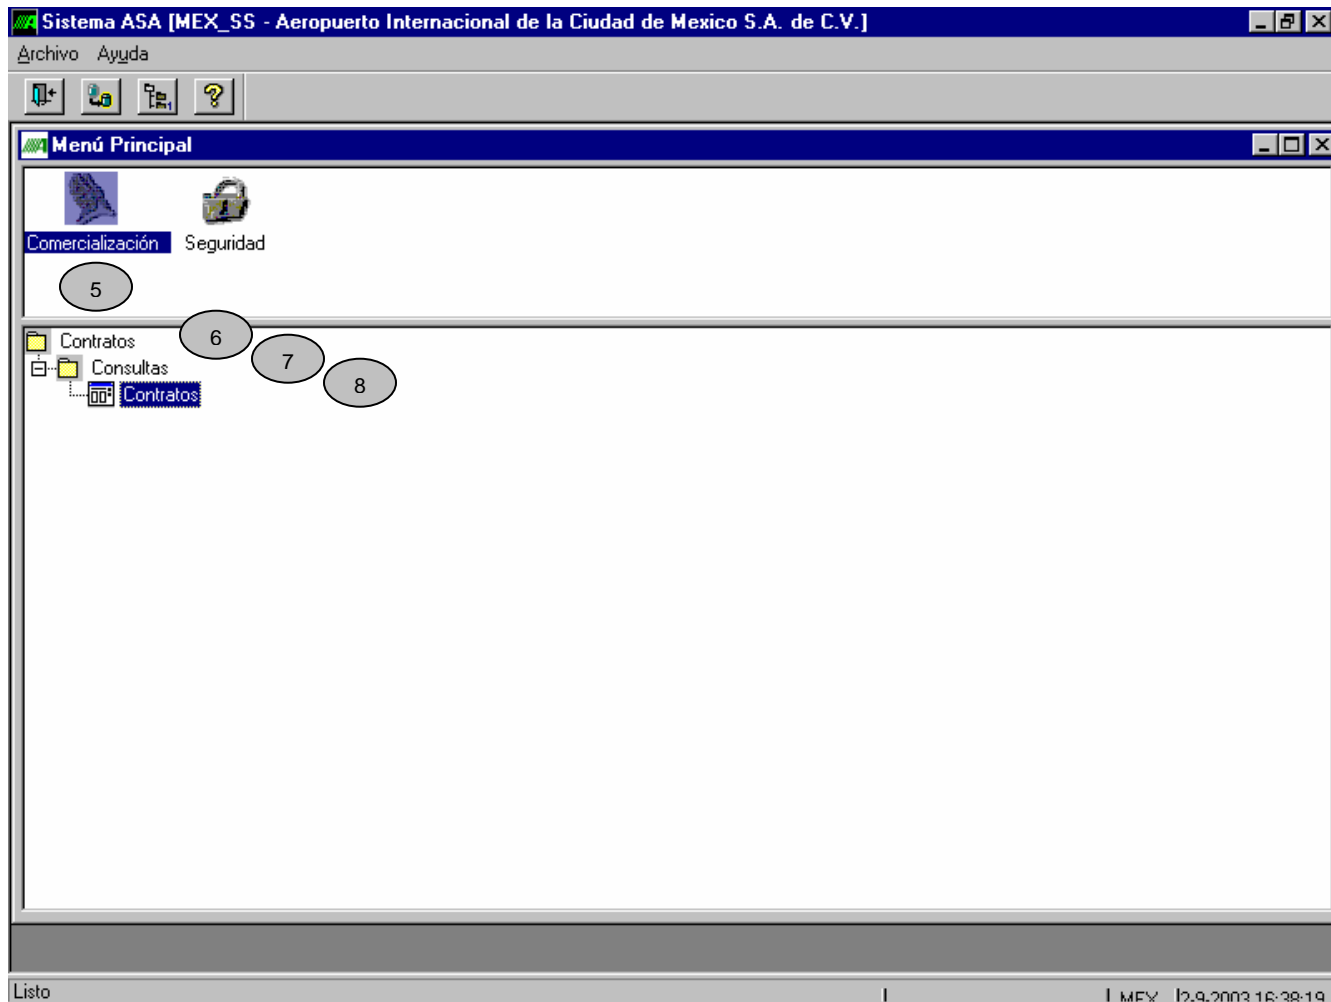 Sistema ASA [MEX_SS - Aeropuerto Internacional de la Ciudad de Mexico S.A. de C.V.]
Archivo Ayuda
Menú Principal
Comercialización Seguridad
5
Contratos 6
Consultas 7
Contratos 8
Listo MEX 2-9-2003 16:38:19